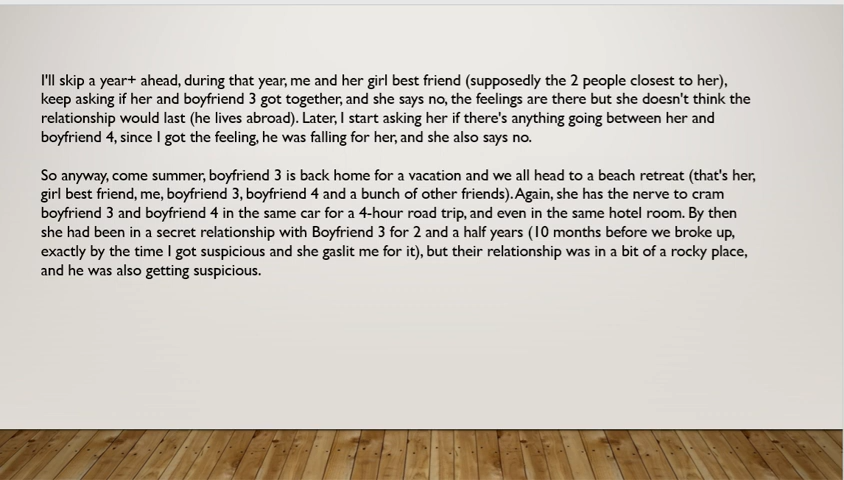 I'll skip a year+ ahead, during that year, me and her girl best friend (supposedly the 2 people closest to her),
keep asking if her and boyfriend 3 got together, and she says no, the feelings are there but she doesn't think the
relationship would last (he lives abroad). Later, I start asking her if there's anything going between her and
boyfriend 4, since I got the feeling, he was falling for her, and she also says no.
So anyway, come summer, boyfriend 3 is back home for a vacation and we all head to a beach retreat (that's her,
girl best friend, me, boyfriend 3, boyfriend 4 and a bunch of other friends). Again, she has the nerve to cram
boyfriend 3 and boyfriend 4 in the same car for a 4-hour road trip, and even in the same hotel room. By then
she had been in a secret relationship with Boyfriend 3 for 2 and a half years (10 months before we broke up,
exactly by the time I got suspicious and she gaslit me for it), but their relationship was in a bit of a rocky place,
and he was also getting suspicious.